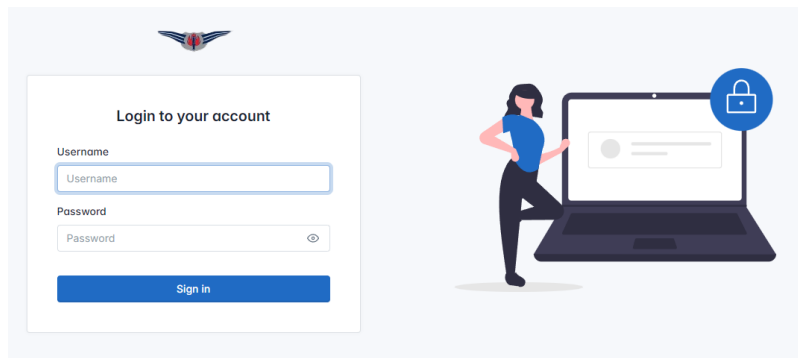 Login to your account
Username
Username
Password
Password
Sign in